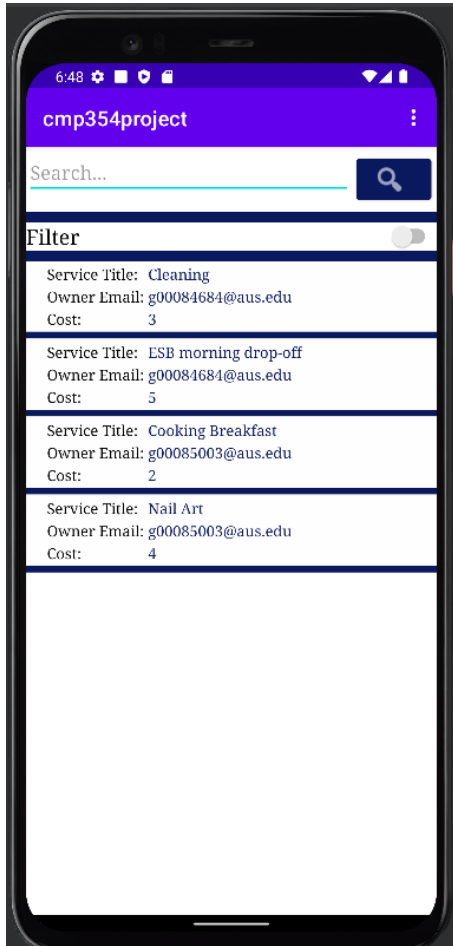 6:48
cmp354project
Search...
Filter
Service Title: Cleaning
Owner Email: g00084684@aus.edu
Cost: 3
Service Title: ESB morning drop-off
Owner Email: g00084684@aus.edu
Cost: 5
Service Title: Cooking Breakfast
Owner Email: g00085003@aus.edu
Cost: 2
Service Title: Nail Art
Owner Email: g00085003@aus.edu
Cost: 4